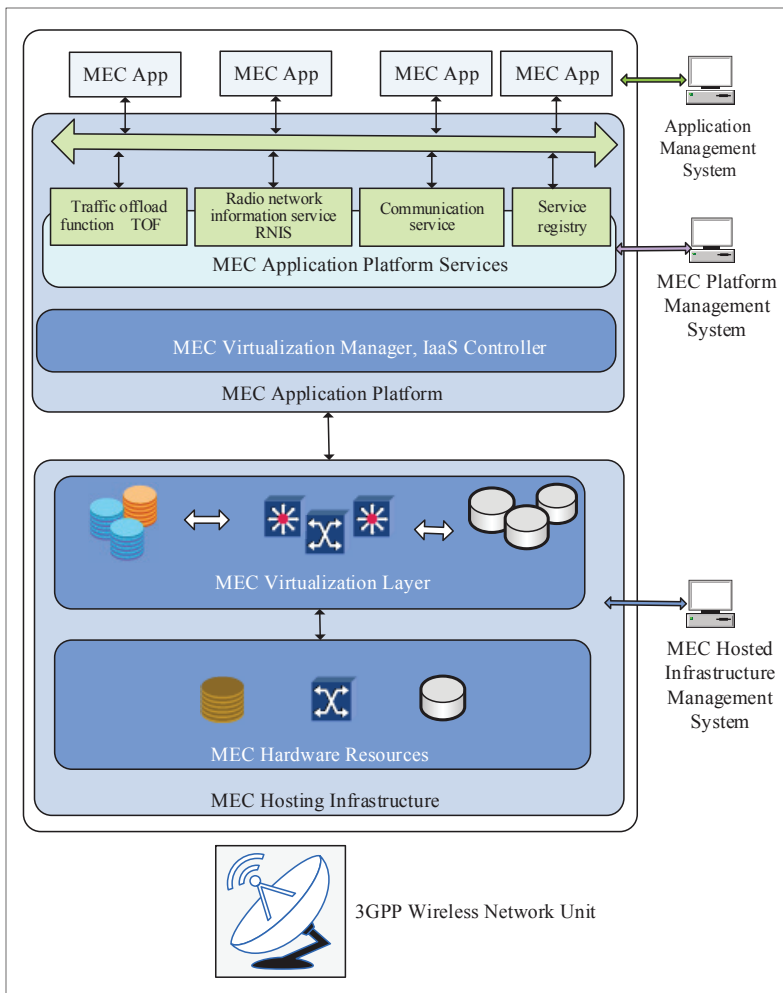 MEC App
MEC App
MEC App
MEC App
Application
Management
System
Traffic offload
function TOF
Radio network
information service
RNIS
Communication
service
Service
registry
MEC Application Platform Services
MEC Platform
Management
System
MEC Virtualization Manager, IaaS Controller
MEC Application Platform
MEC Virtualization Layer
MEC Hosted
Infrastructure
Management
System
MEC Hardware Resources
MEC Hosting Infrastructure
3GPP Wireless Network Unit